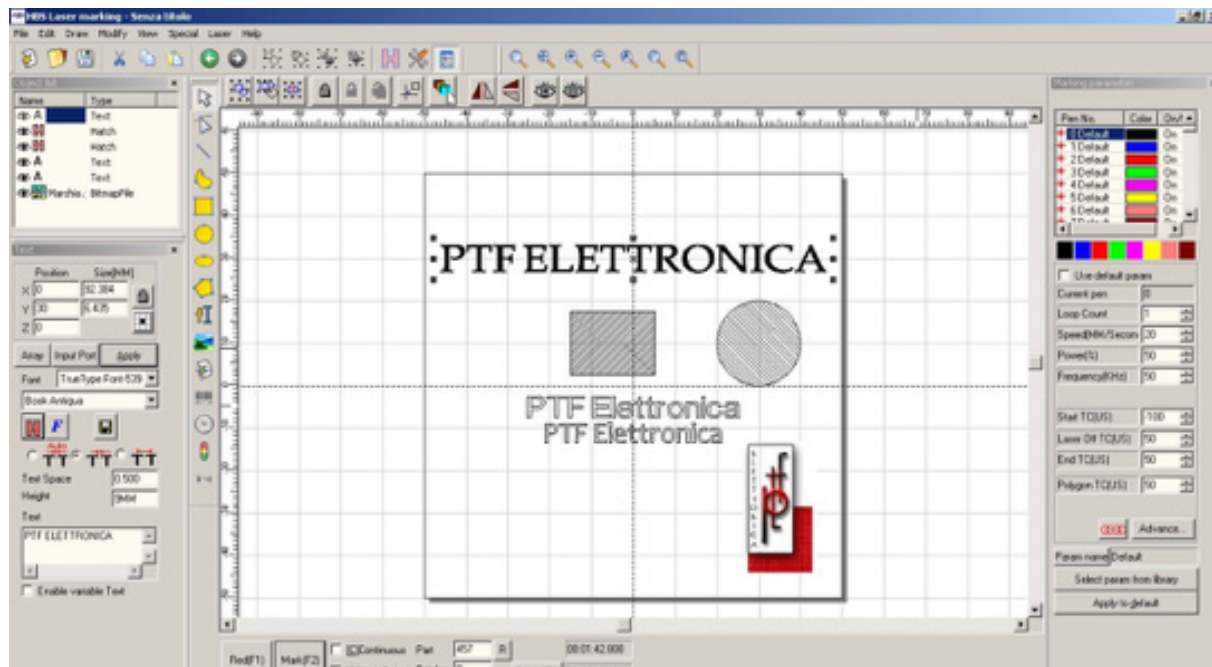 HBS Laser marking - Senza titolo
File Edit Draw Modify View Special Laser Help
Object list
Name Type
A Text
Hatch
Hatch
A Text
A Text
Marchio. BitmapFile
Text
Position Size[MM]
X 0 92.384
Y 30 6.435
Z 0
Array Input Port Apply
Font TrueType Font-539
Book Antiqua
F
Text Space 0.500
Height 9MM
Text
PTF ELETTRONICA
Enable variable Text
PTF ELETTRONICA
PTF Elettronica
PTF Elettronica
ELETTRONICA
Red(F1) Mark(F2) [C]Continuous Part 457 R 00:01:42.000
Marking parameter
Pen No. Color On/
0 Default On
1 Default On
2 Default On
3 Default On
4 Default On
5 Default On
6 Default On
Use default param
Current pen 0
Loop Count 1
Speed(MM/Secon 20
Power(%) 50
Frequency(KHz) 50
Start TC(US) -100
Laser Off TC(US) 50
End TC(US) 50
Polygon TC(US) 50
Advance...
Param name Default
Select param from library
Apply to default